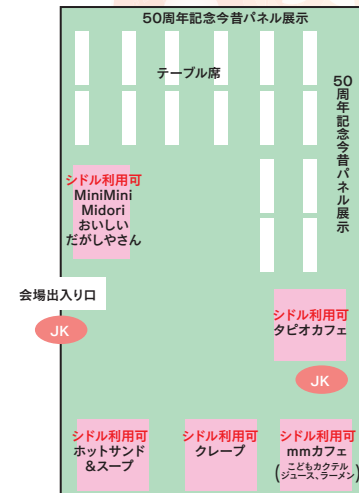 50周年記念今昔パネル展示
テーブル席
50周年記念今昔パネル展示
シドル利用可
MiniMini
Midori
おいしい
だがしやさん
会場出入り口
JK
シドル利用可
タピオカフェ
JK
シドル利用可
ホットサンド
&スープ
シドル利用可
クレープ
シドル利用可
mmカフェ
(こどもカクテル
ジュース、ラーメン)